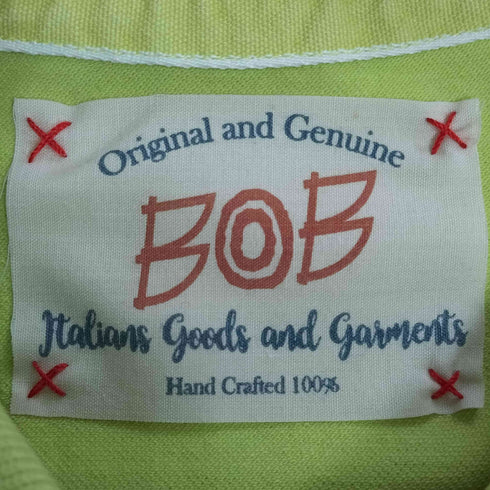 Original and Genuine
BOB
Italians Goods and Garments
Hand Crafted 100%